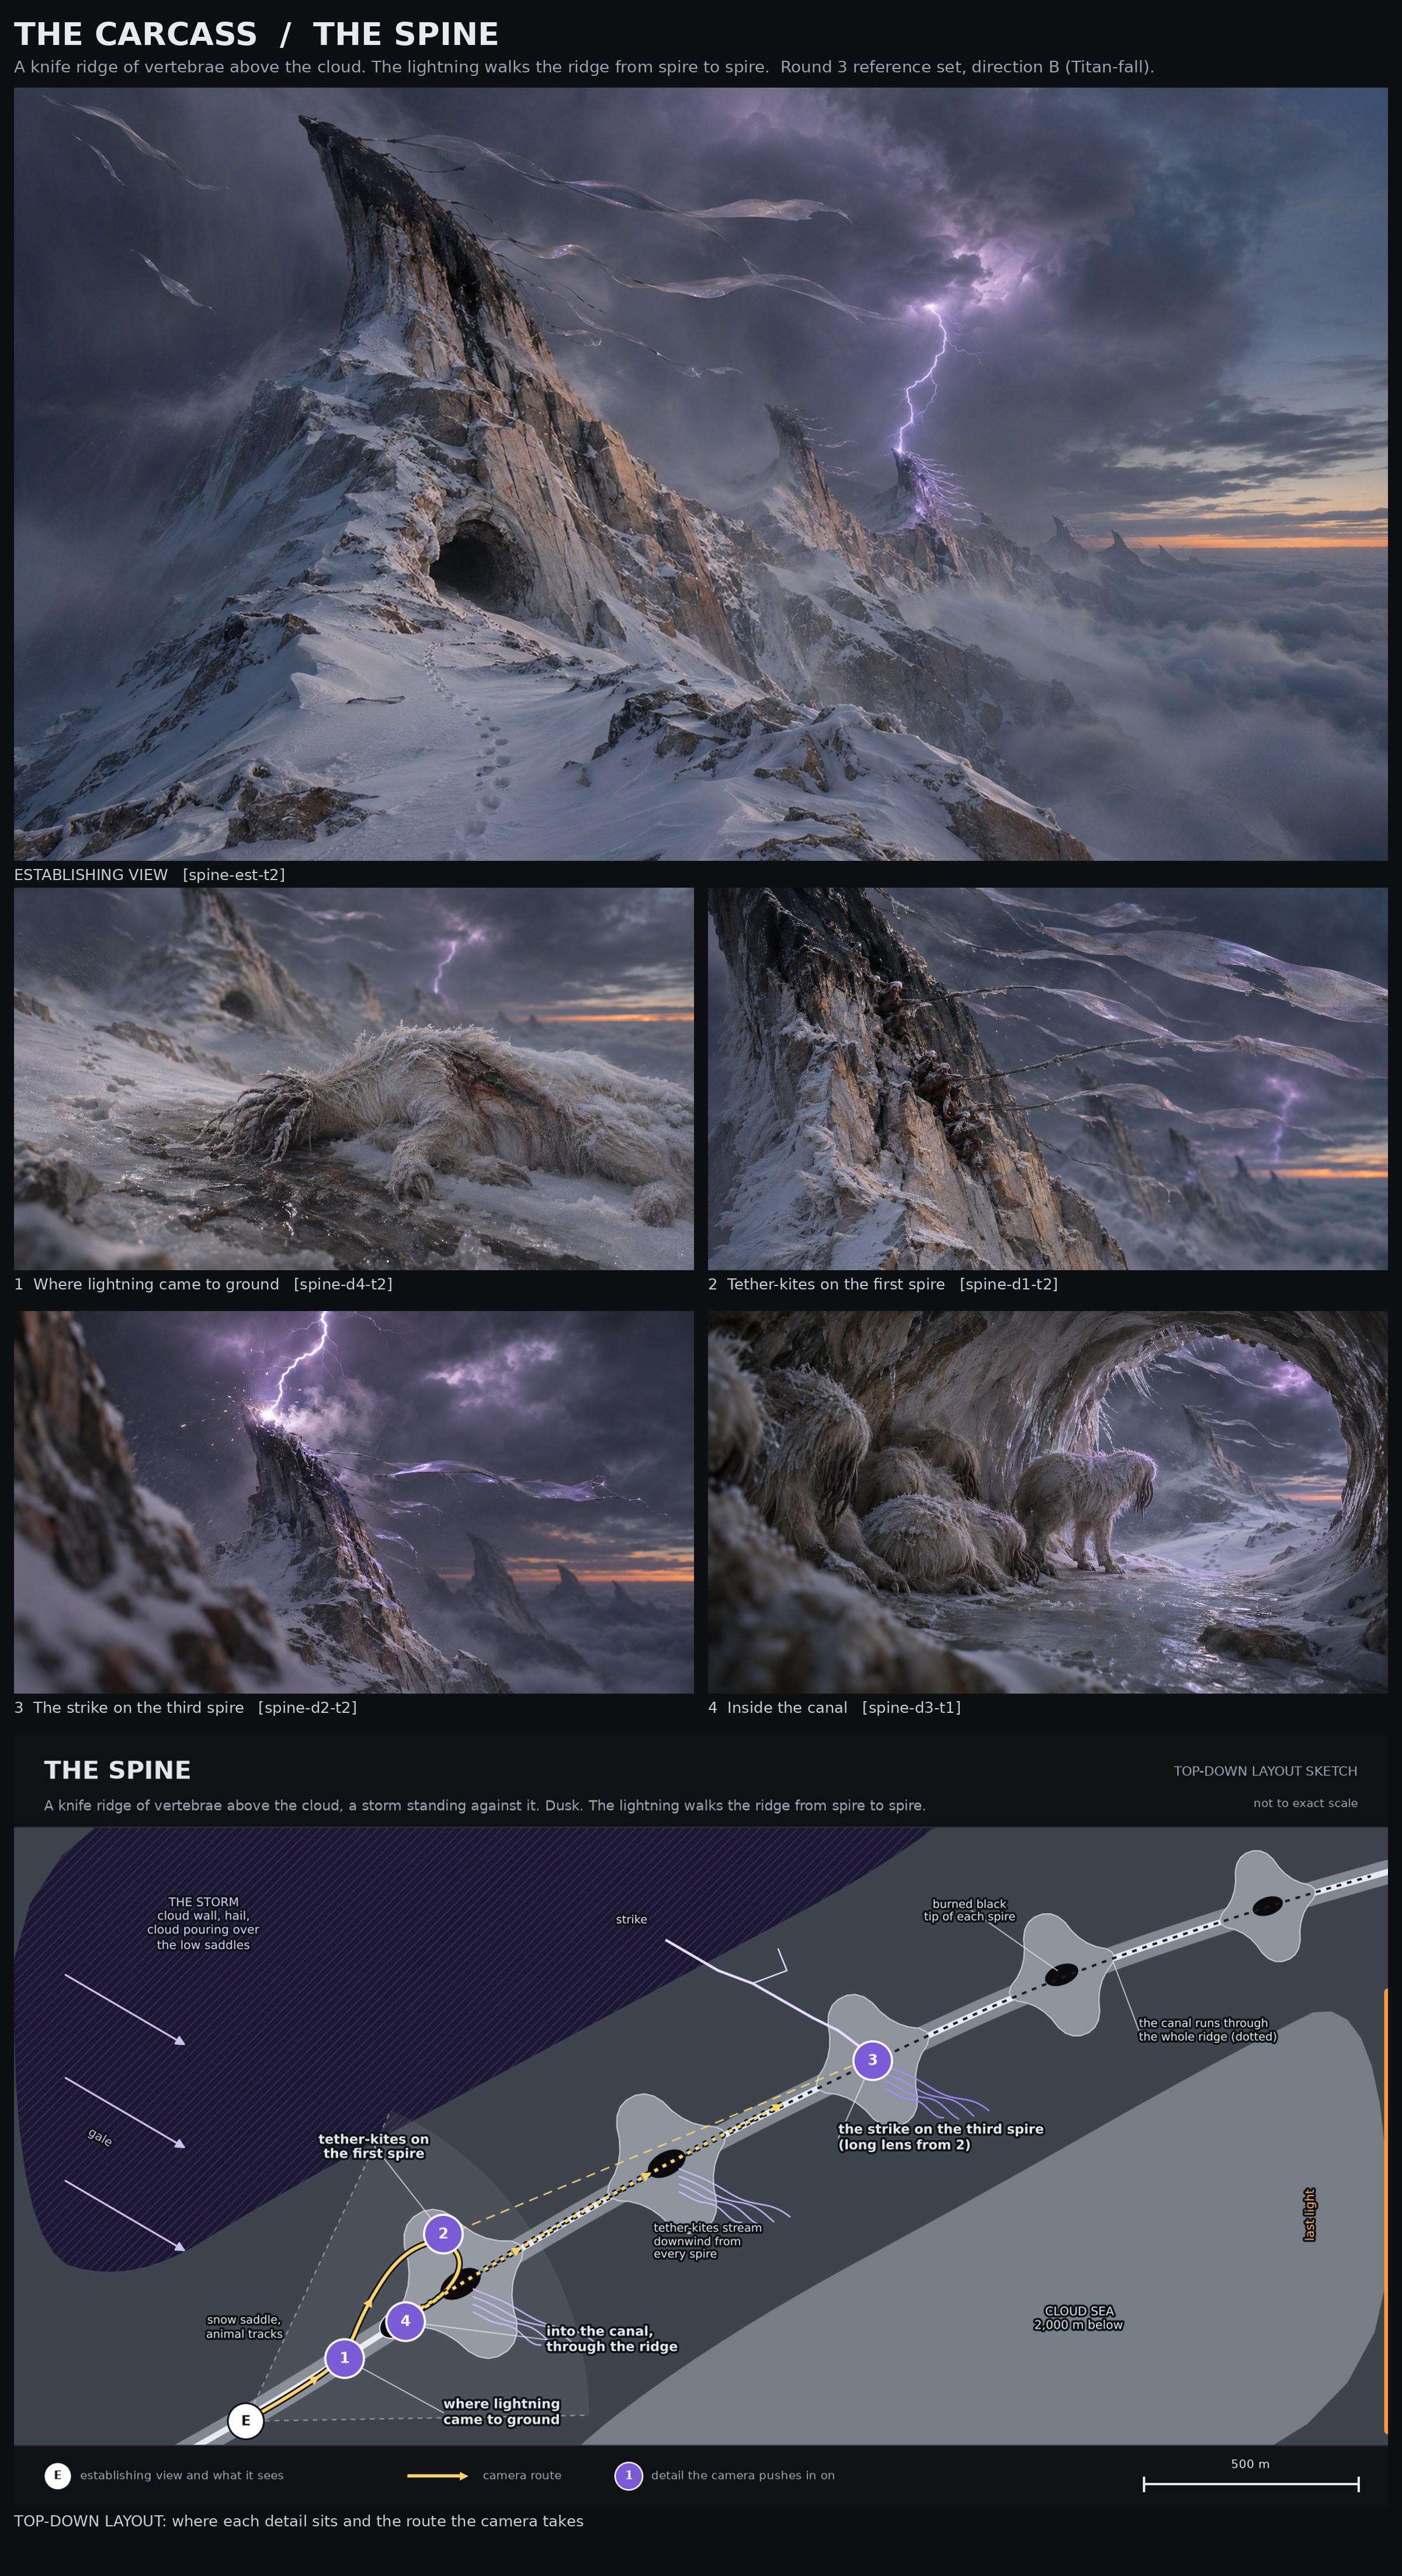 THE CARCASS / THE SPINE
A knife ridge of vertebrae above the cloud. The lightning walks the ridge from spire to spire. Round 3 reference set, direction B (Titan-fall).
ESTABLISHING VIEW [spine-est-t2]
1 Where lightning came to ground [spine-d4-t2]
2 Tether-kites on the first spire [spine-d1-t2]
3 The strike on the third spire [spine-d2-t2]
4 Inside the canal [spine-d3-t1]
THE SPINE
TOP-DOWN LAYOUT SKETCH
A knife ridge of vertebrae above the cloud, a storm standing against it. Dusk. The lightning walks the ridge from spire to spire.
not to exact scale
THE STORM
cloud wall, hail,
cloud pouring over
the low saddles
strike
burned black
tip of each spire
the canal runs through
the whole ridge (dotted)
gale
3
the strike on the third spire
(long lens from 2)
tether-kites on
the first spire
2
tether-kites stream
downwind from
every spire
last light
snow saddle,
animal tracks
4
into the canal,
through the ridge
CLOUD SEA
2,000 m below
1
where lightning
came to ground
E
E establishing view and what it sees
camera route
1 detail the camera pushes in on
500 m
TOP-DOWN LAYOUT: where each detail sits and the route the camera takes